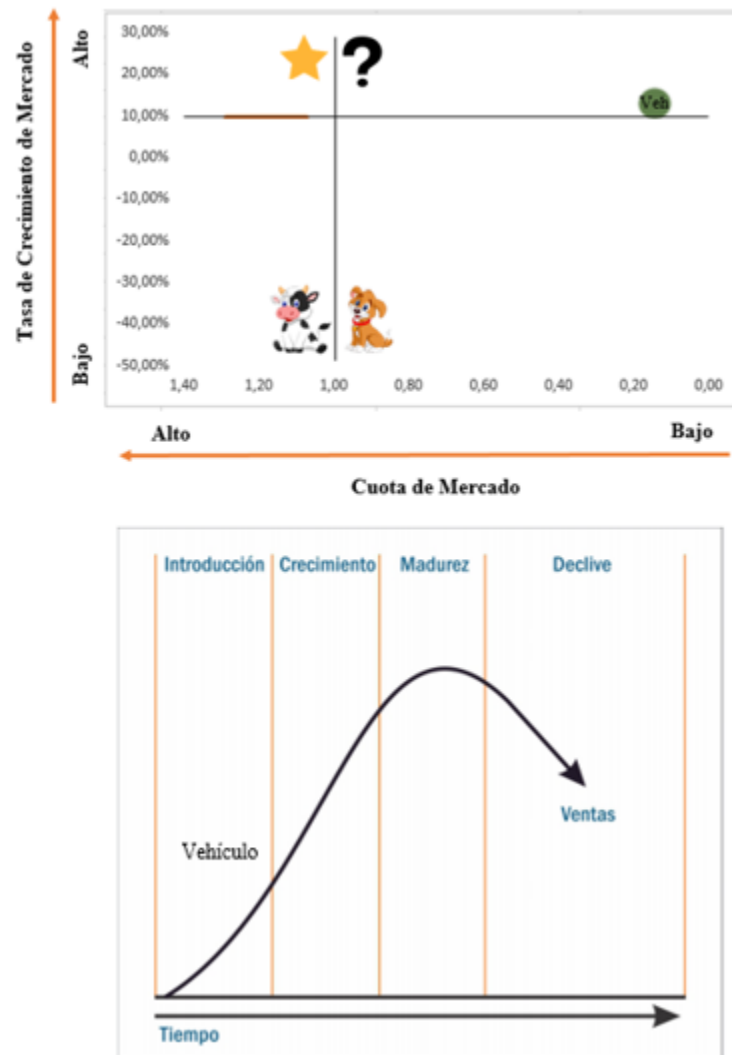 Tasa de Crecimiento de Mercado
Alto
Bajo
30,00%
20,00%
10,00%
0,00%
-10,00%
-20,00%
-30,00%
-40,00%
-50,00%
?
Veh
1,40 1,20 1,00 0,80 0,60 0,40 0,20 0,00
Alto Bajo
Cuota de Mercado
Introducción Crecimiento Madurez Declive
Ventas
Vehículo
Tiempo